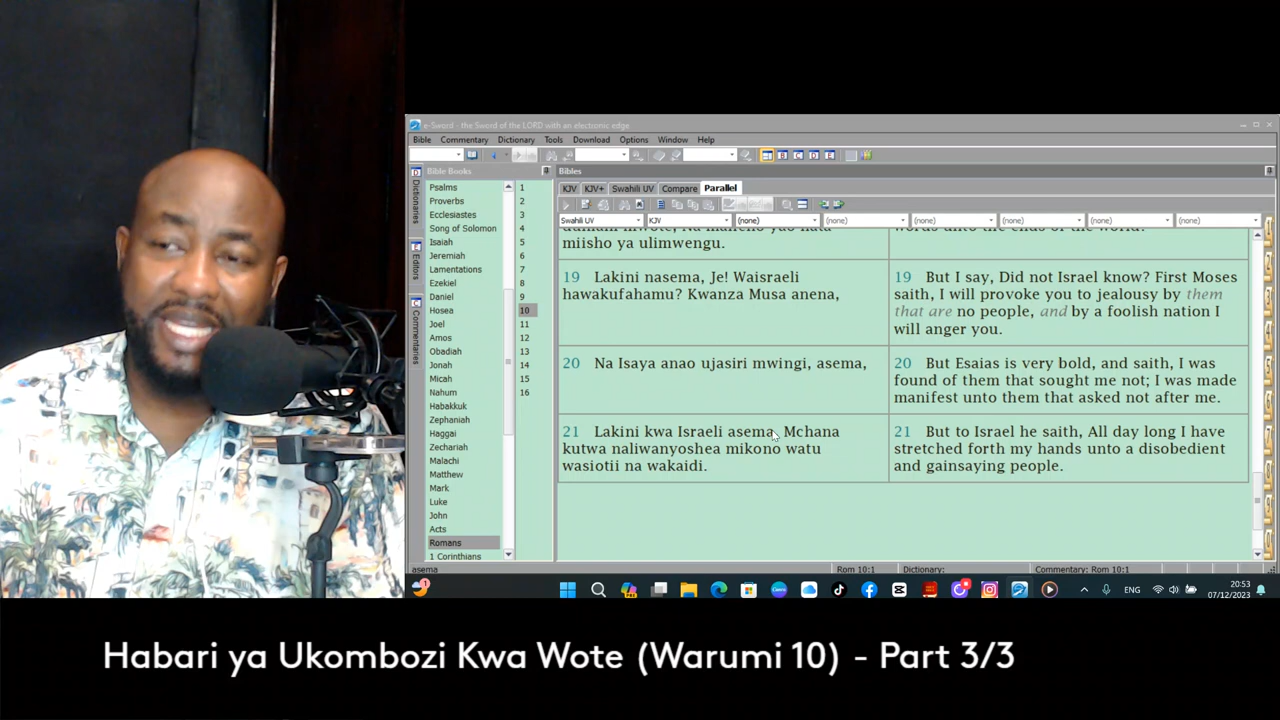 e-Sword - the Sword of the LORD with an electronic edge
Bible Commentary Dictionary Tools Download Options Window Help
Bible Books
Bibles
Dictionaries
Editors
Commentaries
Psalms
Proverbs
Ecclesiastes
Song of Solomon
Isaiah
Jeremiah
Lamentations
Ezekiel
Daniel
Hosea
Joel
Amos
Obadiah
Jonah
Micah
Nahum
Habakkuk
Zephaniah
Haggai
Zechariah
Malachi
Matthew
Mark
Luke
John
Acts
Romans
1 Corinthians
1
2
3
4
5
6
7
8
9
10
11
12
13
14
15
16
KJV KJV+ Swahili UV Compare Parallel
Swahili UV KJV (none) (none) (none) (none) (none) (none)
miisho ya ulimwengu.
words unto the ends of the world.
19 Lakini nasema, Je! Waisraeli
hawakufahamu? Kwanza Musa anena,
19 But I say, Did not Israel know? First Moses
saith, I will provoke you to jealousy by them
that are no people, and by a foolish nation I
will anger you.
20 Na Isaya anao ujasiri mwingi, asema,
20 But Esaias is very bold, and saith, I was
found of them that sought me not; I was made
manifest unto them that asked not after me.
21 Lakini kwa Israeli asema, Mchana
kutwa naliwanyoshea mikono watu
wasiotii na wakaidi.
21 But to Israel he saith, All day long I have
stretched forth my hands unto a disobedient
and gainsaying people.
asema
Rom 10:1 Dictionary: Commentary: Rom 10:1
1
ENG
20:53
07/12/2023
Habari ya Ukombozi Kwa Wote (Warumi 10) - Part 3/3